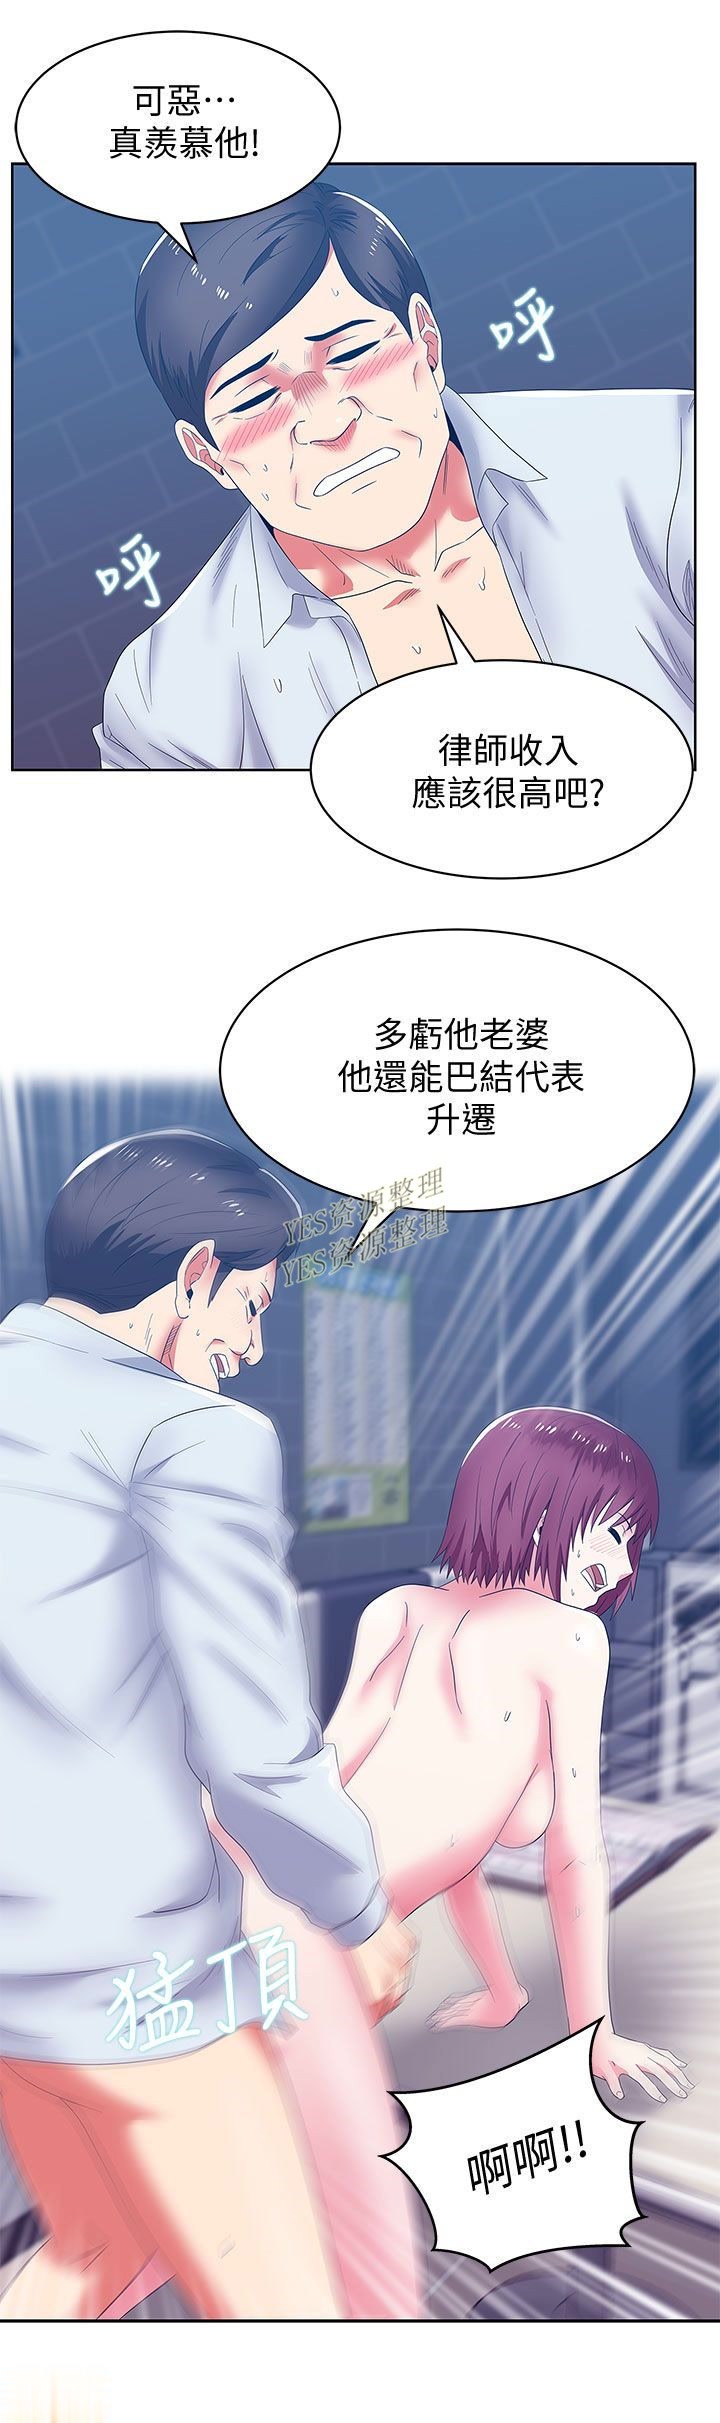 可惡⋯
真羨慕他!
呼
呼
律師收入
應該很高吧?
多虧他老婆
他還能巴結代表
升遷
YES资源整理
YES资源整理
猛頂
啊啊!!